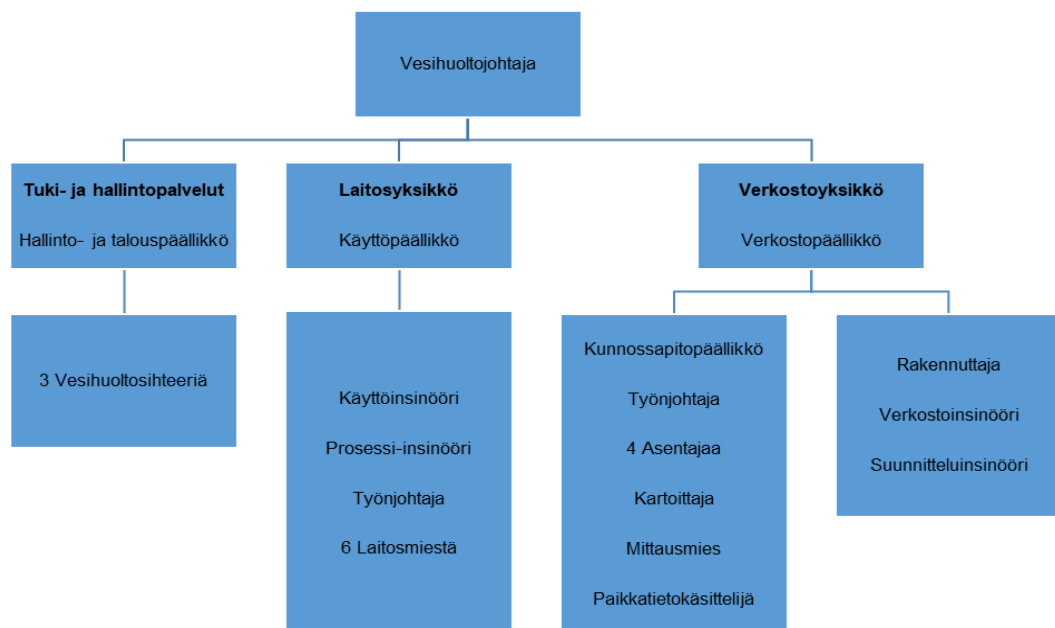 Vesihuoltojohtaja
Tuki- ja hallintopalvelut
Hallinto- ja talouspäällikkö
Laitosyksikkö
Käyttöpäällikkö
Verkostoyksikkö
Verkostopäällikkö
3 Vesihuoltosihteeriä
Käyttöinsinööri
Prosessi-insinööri
Työnjohtaja
6 Laitosmiestä
Kunnossapitopäällikkö
Työnjohtaja
4 Asentajaa
Kartoittaja
Mittausmies
Paikkatietokäsittelijä
Rakennuttaja
Verkostoinsinööri
Suunnitteluinsinööri